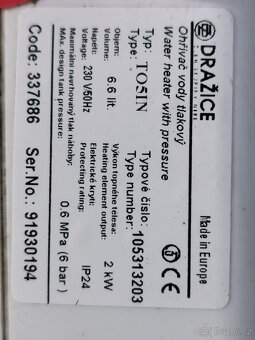 DRAŽICE
Made in Europe
Ohřívač vody tlakový
Water heater with pressure
Typ:
Type: TO5IN
Typové číslo:
Type number: 105313203
Objem:
Volume: 6.6 lit.
Výkon topného tělesa:
Heating element output: 2 kW
Napětí:
Voltage: 230 V/50Hz
Elektrické krytí:
Protecting rating: IP24
Maximální navrhovaný tlak nádoby:
MAx. design tank pressure: 0.6 MPa (6 bar)
Code: 337686 Ser.No.: 91930194